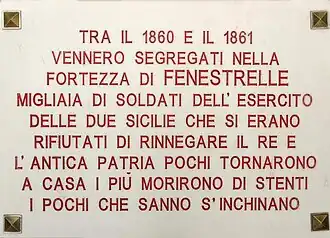 TRA IL 1860 E IL 1861
VENNERO SEGREGATI NELLA
FORTEZZA DI FENESTRELLE
MIGLIAIA DI SOLDATI DELL' ESERCITO
DELLE DUE SICILIE CHE SI ERANO
RIFIUTATI DI RINNEGARE IL RE E
L' ANTICA PATRIA POCHI TORNARONO
A CASA I PIÚ MORIRONO DI STENTI
I POCHI CHE SANNO S'INCHINANO